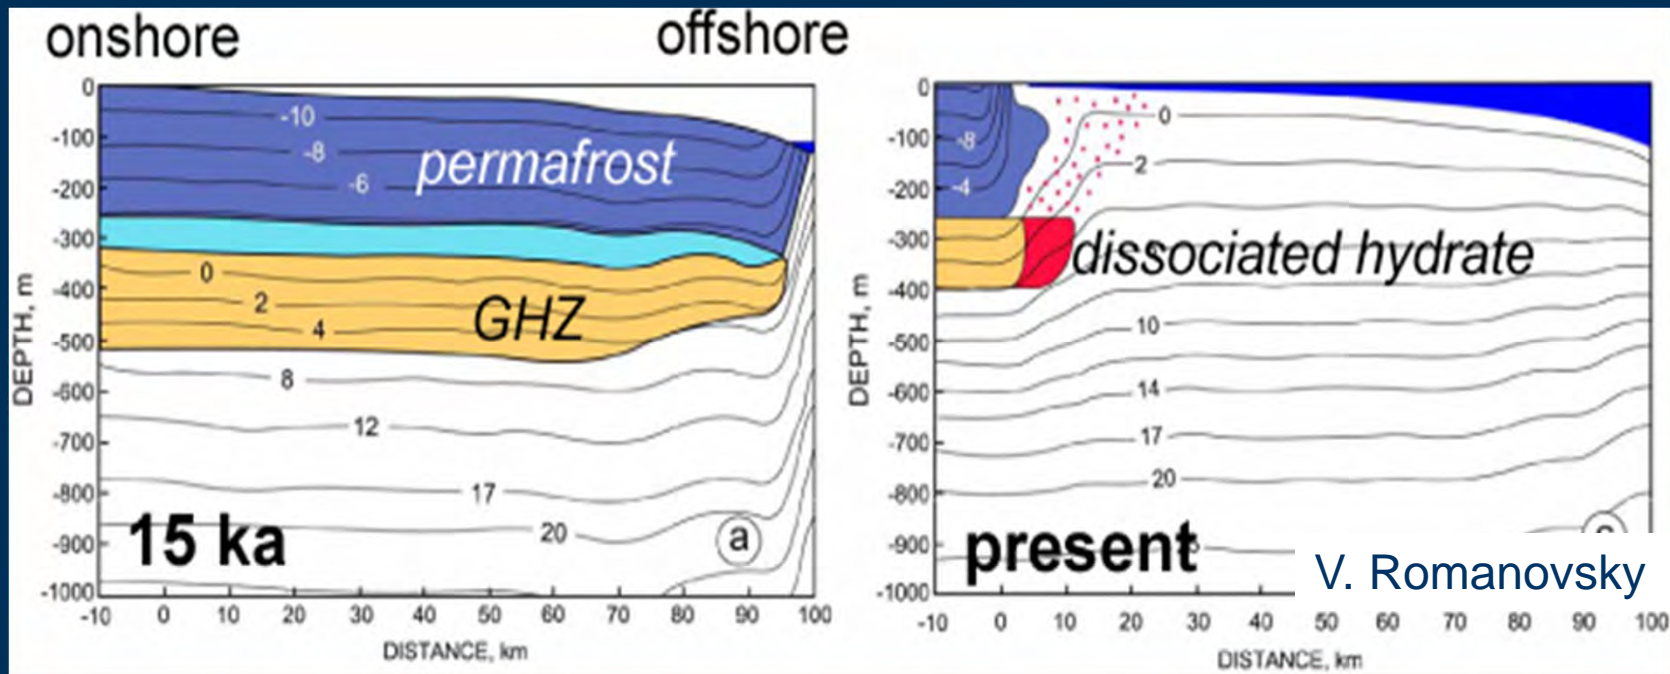 onshore
offshore
0
-100
-200
-300
-400
-500
-600
-700
-800
-900
-1000
DEPTH, m
-10
-8
-6
permafrost
0
2
4
GHZ
8
12
17
20
15 ka
a
-10 0 10 20 30 40 50 60 70 80 90 100
DISTANCE, km
0
-100
-200
-300
-400
-500
-600
-700
-800
-900
-1000
DEPTH, m
-8
-4
0
2
dissociated hydrate
10
14
17
20
present
V. Romanovsky
-10 0 10 20 30 40 50 60 70 80 90 100
DISTANCE, km